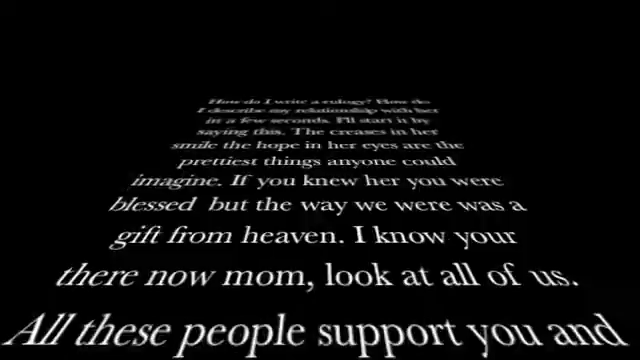 How do I write a eulogy? How do
I describe my relationship with her
in a few seconds. I'll start it by
saying this. The creases in her
smile the hope in her eyes are the
prettiest things anyone could
imagine. If you knew her you were
blessed but the way we were was a
gift from heaven. I know your
there now mom, look at all of us.
All these people support you and